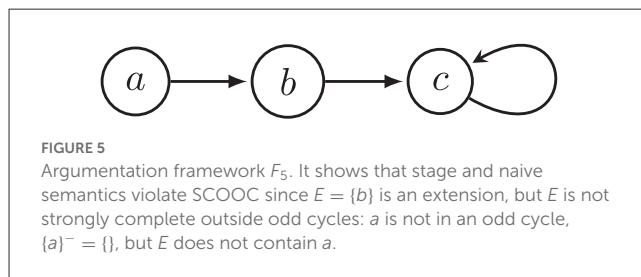 a b c
FIGURE 5
Argumentation framework F₅. It shows that stage and naive
semantics violate SCOOC since E = {b} is an extension, but E is not
strongly complete outside odd cycles: a is not in an odd cycle,
{a}⁻ = {}, but E does not contain a.